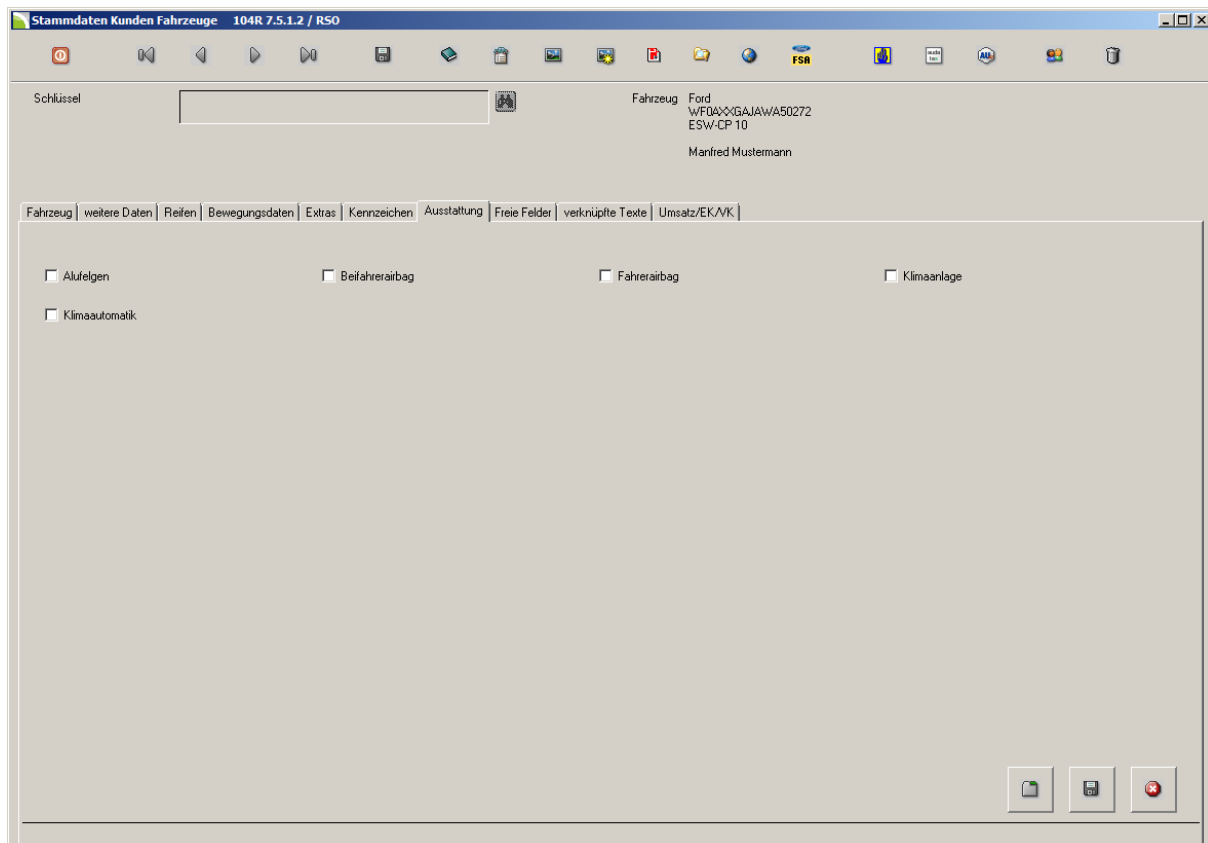 Stammdaten Kunden Fahrzeuge 104R 7.5.1.2 / RSO
FSA
auda
AU
Schlüssel
Fahrzeug Ford
WF0AXXGAJAWA50272
ESW-CP 10
Manfred Mustermann
Fahrzeug weitere Daten Reifen Bewegungsdaten Extras Kennzeichen Ausstattung Freie Felder verknüpfte Texte Umsatz/EK/VK
Alufelgen Beifahrerairbag Fahrerairbag Klimaanlage
Klimaautomatik